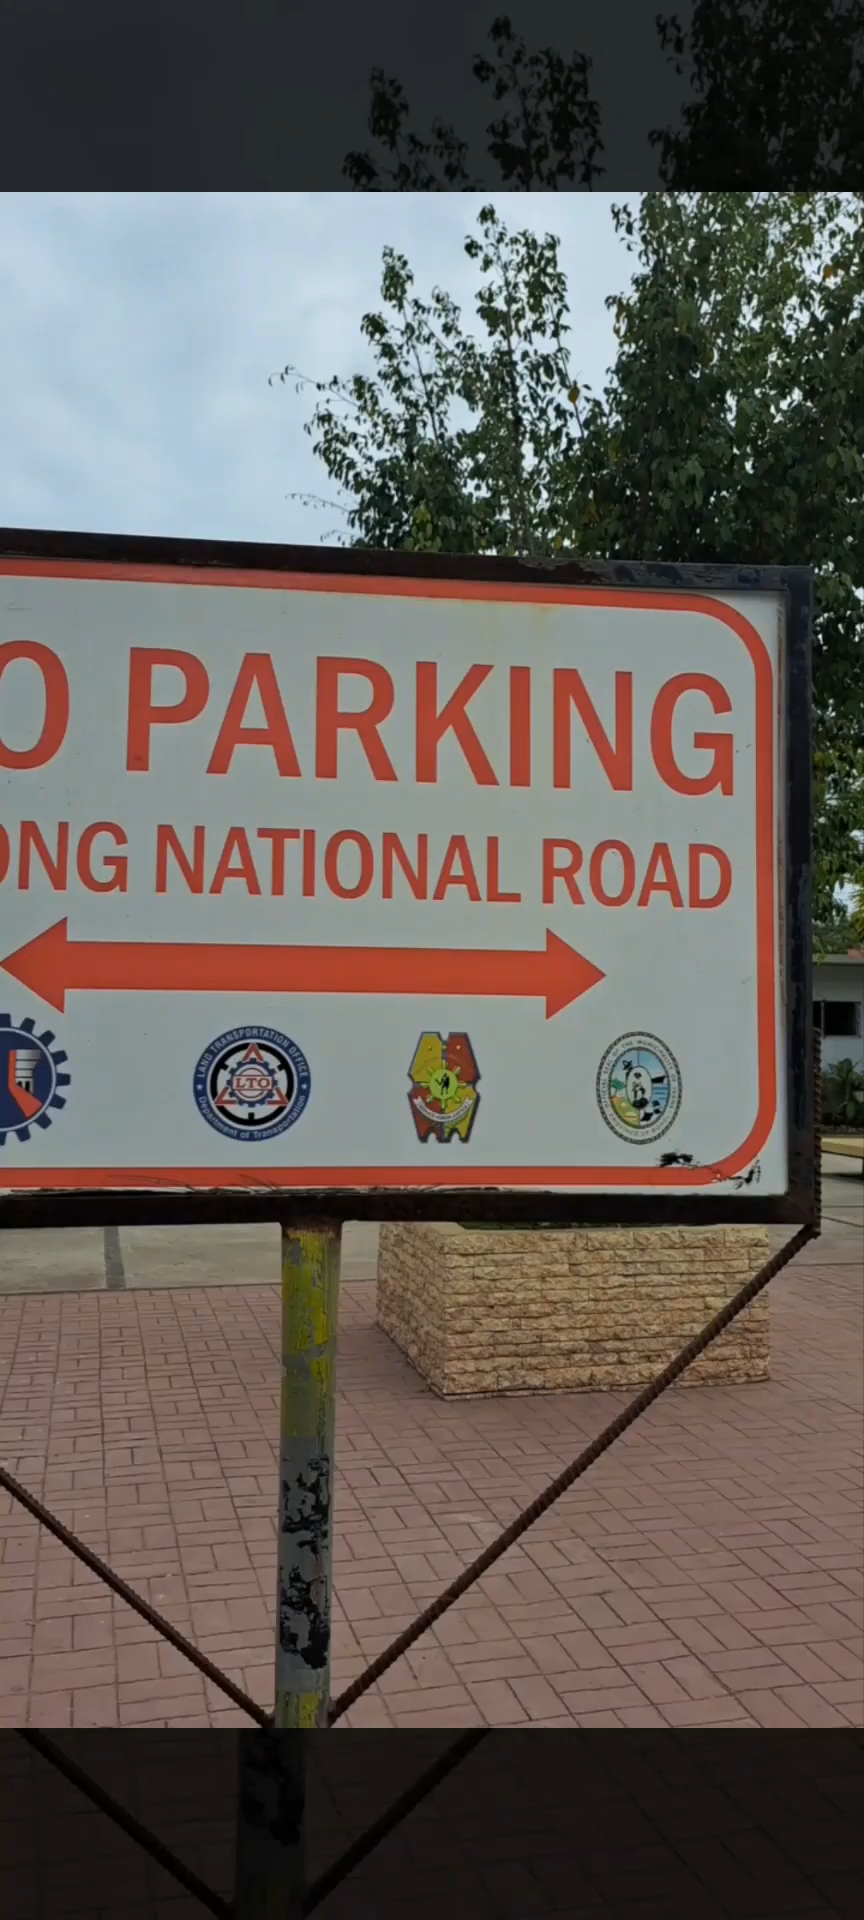 O PARKING
ONG NATIONAL ROAD
LAND TRANSPORTATION OFFICE
LTO
Department of Transportation